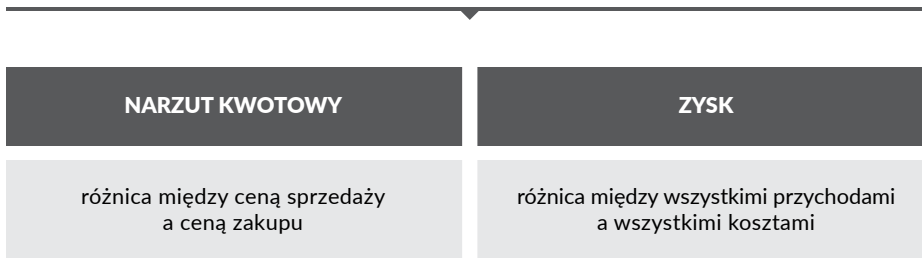 NARZUT KWOTOWY
ZYSK
różnica między ceną sprzedaży
a ceną zakupu
różnica między wszystkimi przychodami
a wszystkimi kosztami